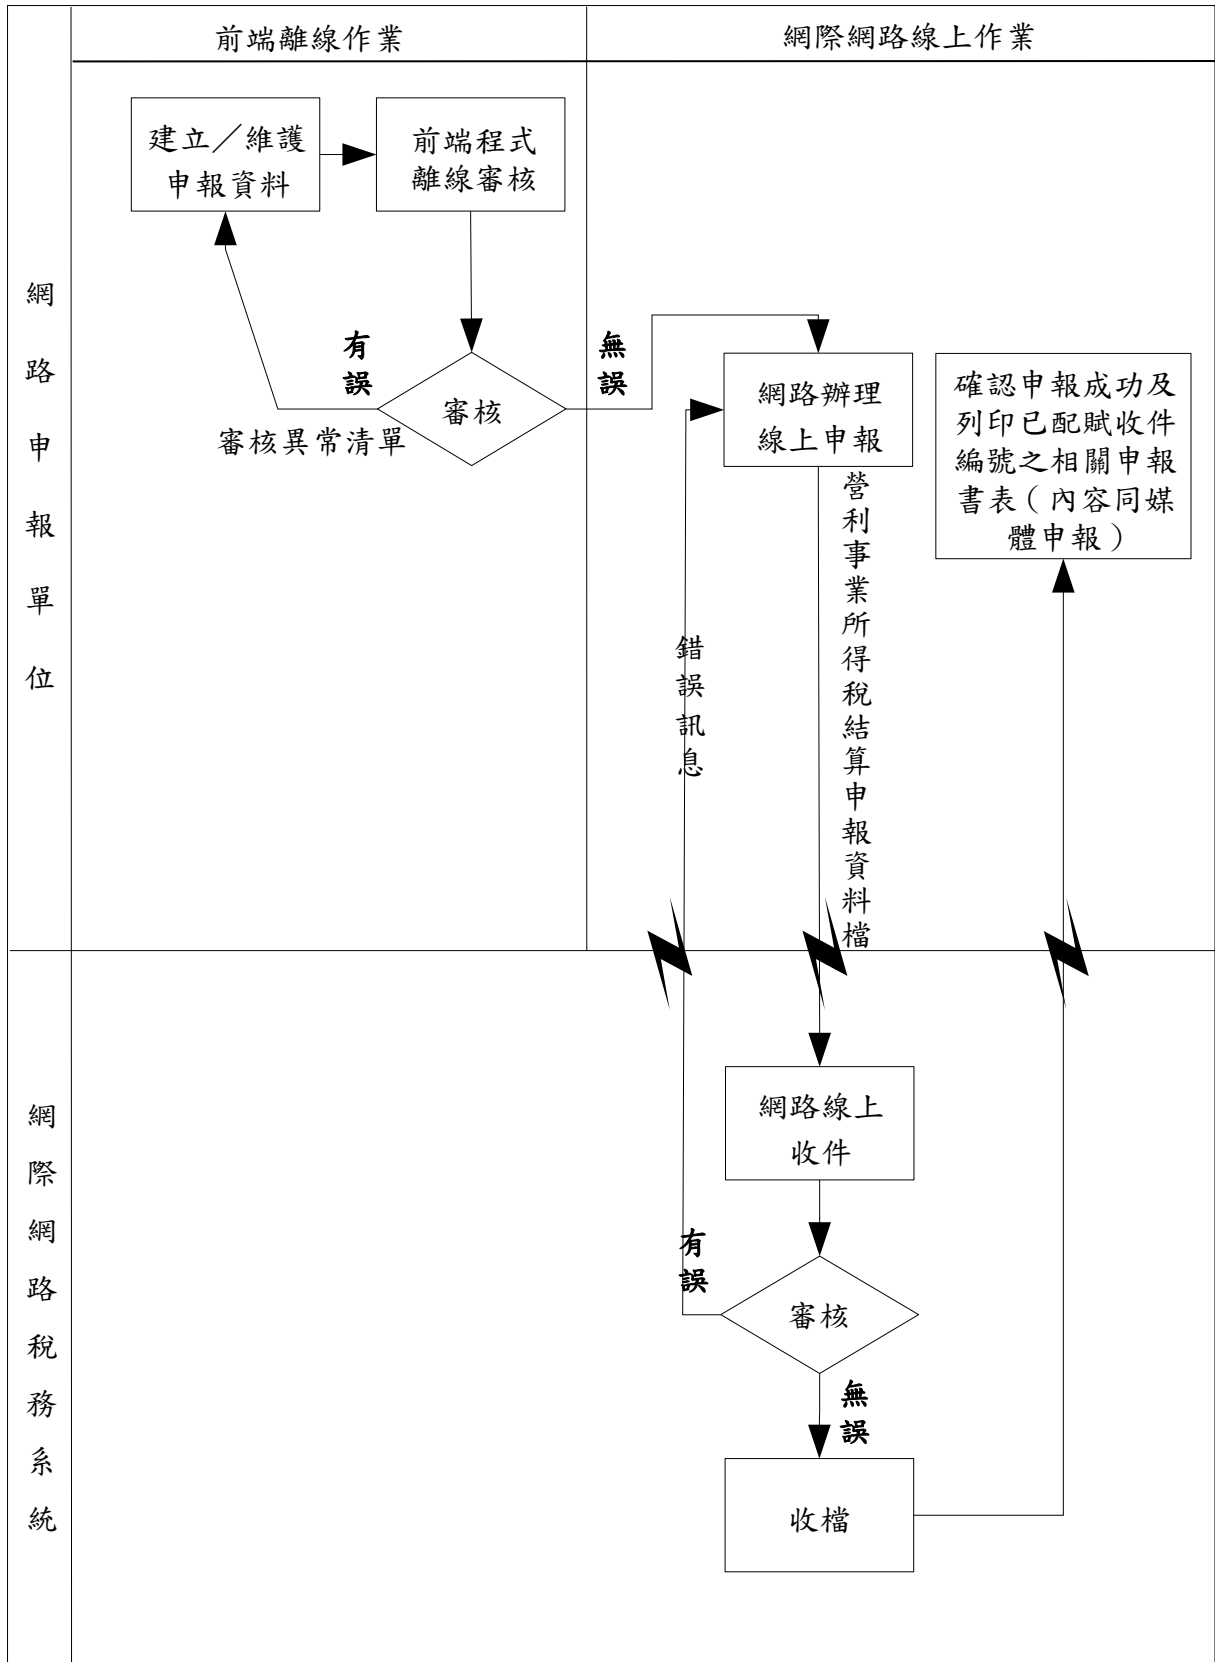 前端離線作業
網際網路線上作業
網路申報單位
建立／維護
申報資料
前端程式
離線審核
有誤
無誤
審核
審核異常清單
網路辦理
線上申報
確認申報成功及
列印已配賦收件
編號之相關申報
書表（內容同媒
體申報）
營利事業所得稅結算申報資料檔
錯誤訊息
網際網路稅務系統
網路線上
收件
有誤
審核
無誤
收檔